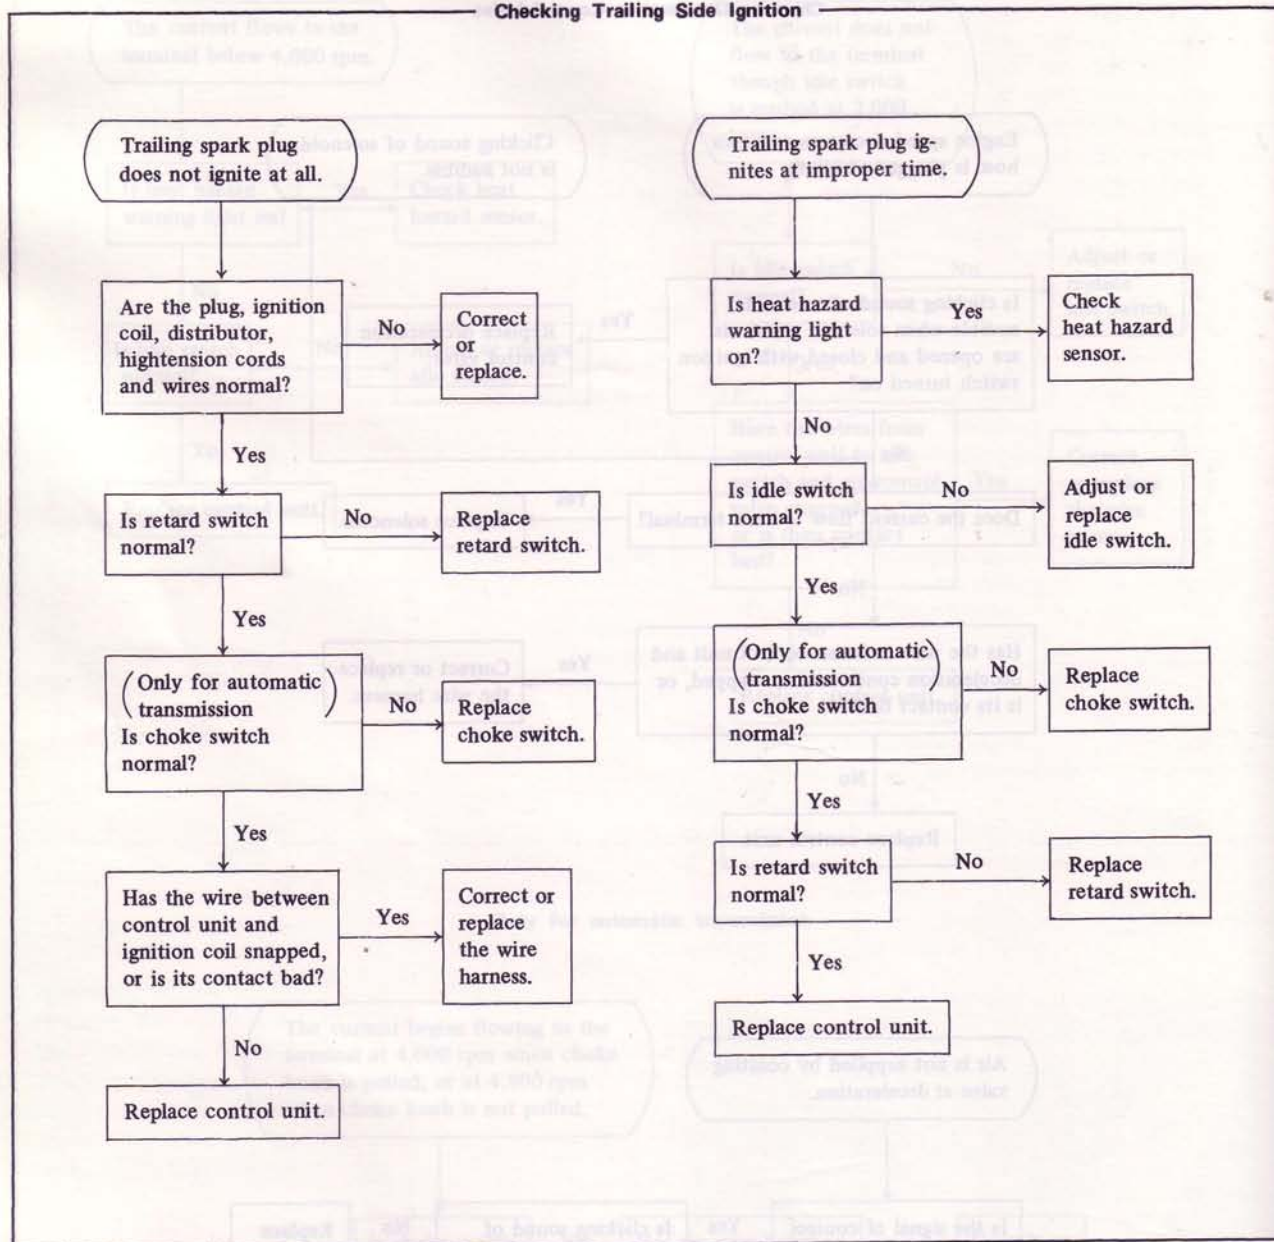 Checking Trailing Side Ignition
Trailing spark plug
does not ignite at all.
Are the plug, ignition
coil, distributor,
hightension cords
and wires normal?
No
Correct
or
replace.
Yes
Is retard switch
normal?
No
Replace
retard switch.
Yes
(Only for automatic)
transmission
Is choke switch
normal?
No
Replace
choke switch.
Yes
Has the wire between
control unit and
ignition coil snapped,
or is its contact bad?
Yes
Correct or
replace
the wire
harness.
No
Replace control unit.
Trailing spark plug ig-
nites at improper time.
Is heat hazard
warning light
on?
Yes
Check
heat hazard
sensor.
No
Is idle switch
normal?
No
Adjust or
replace
idle switch.
Yes
(Only for automatic)
transmission
Is choke switch
normal?
No
Replace
choke switch.
Yes
Is retard switch
normal?
No
Replace
retard switch.
Yes
Replace control unit.